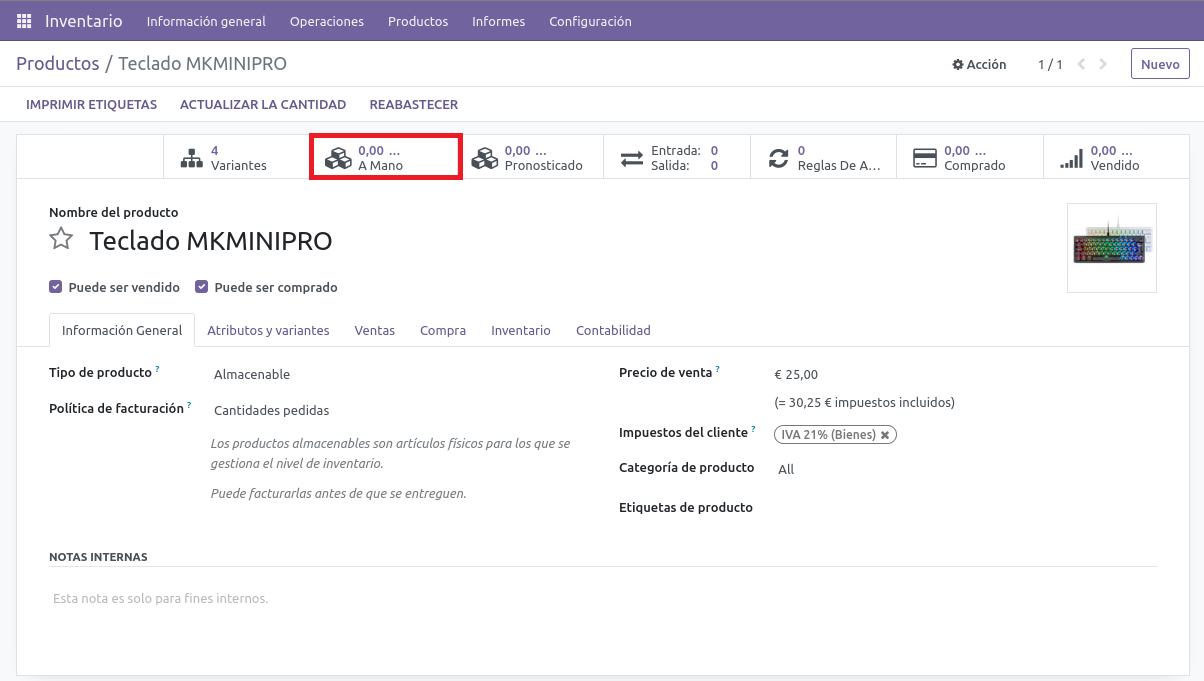 Inventario Información general Operaciones Productos Informes Configuración
Productos / Teclado MKMINIPRO Acción 1 / 1 Nuevo
IMPRIMIR ETIQUETAS ACTUALIZAR LA CANTIDAD REABASTECER
4 0,00 ... 0,00 ... Entrada: 0 0 0,00 ... 0,00 ...
Variantes A Mano Pronosticado Salida: 0 Reglas De A... Comprado Vendido
Nombre del producto
Teclado MKMINIPRO
Puede ser vendido Puede ser comprado
Información General Atributos y variantes Ventas Compra Inventario Contabilidad
Tipo de producto ? Almacenable
Política de facturación ? Cantidades pedidas
Los productos almacenables son artículos físicos para los que se
gestiona el nivel de inventario.
Puede facturarlas antes de que se entreguen.
Precio de venta ? € 25,00
(= 30,25 € impuestos incluidos)
Impuestos del cliente ? IVA 21% (Bienes)
Categoría de producto All
Etiquetas de producto
NOTAS INTERNAS
Esta nota es solo para fines internos.